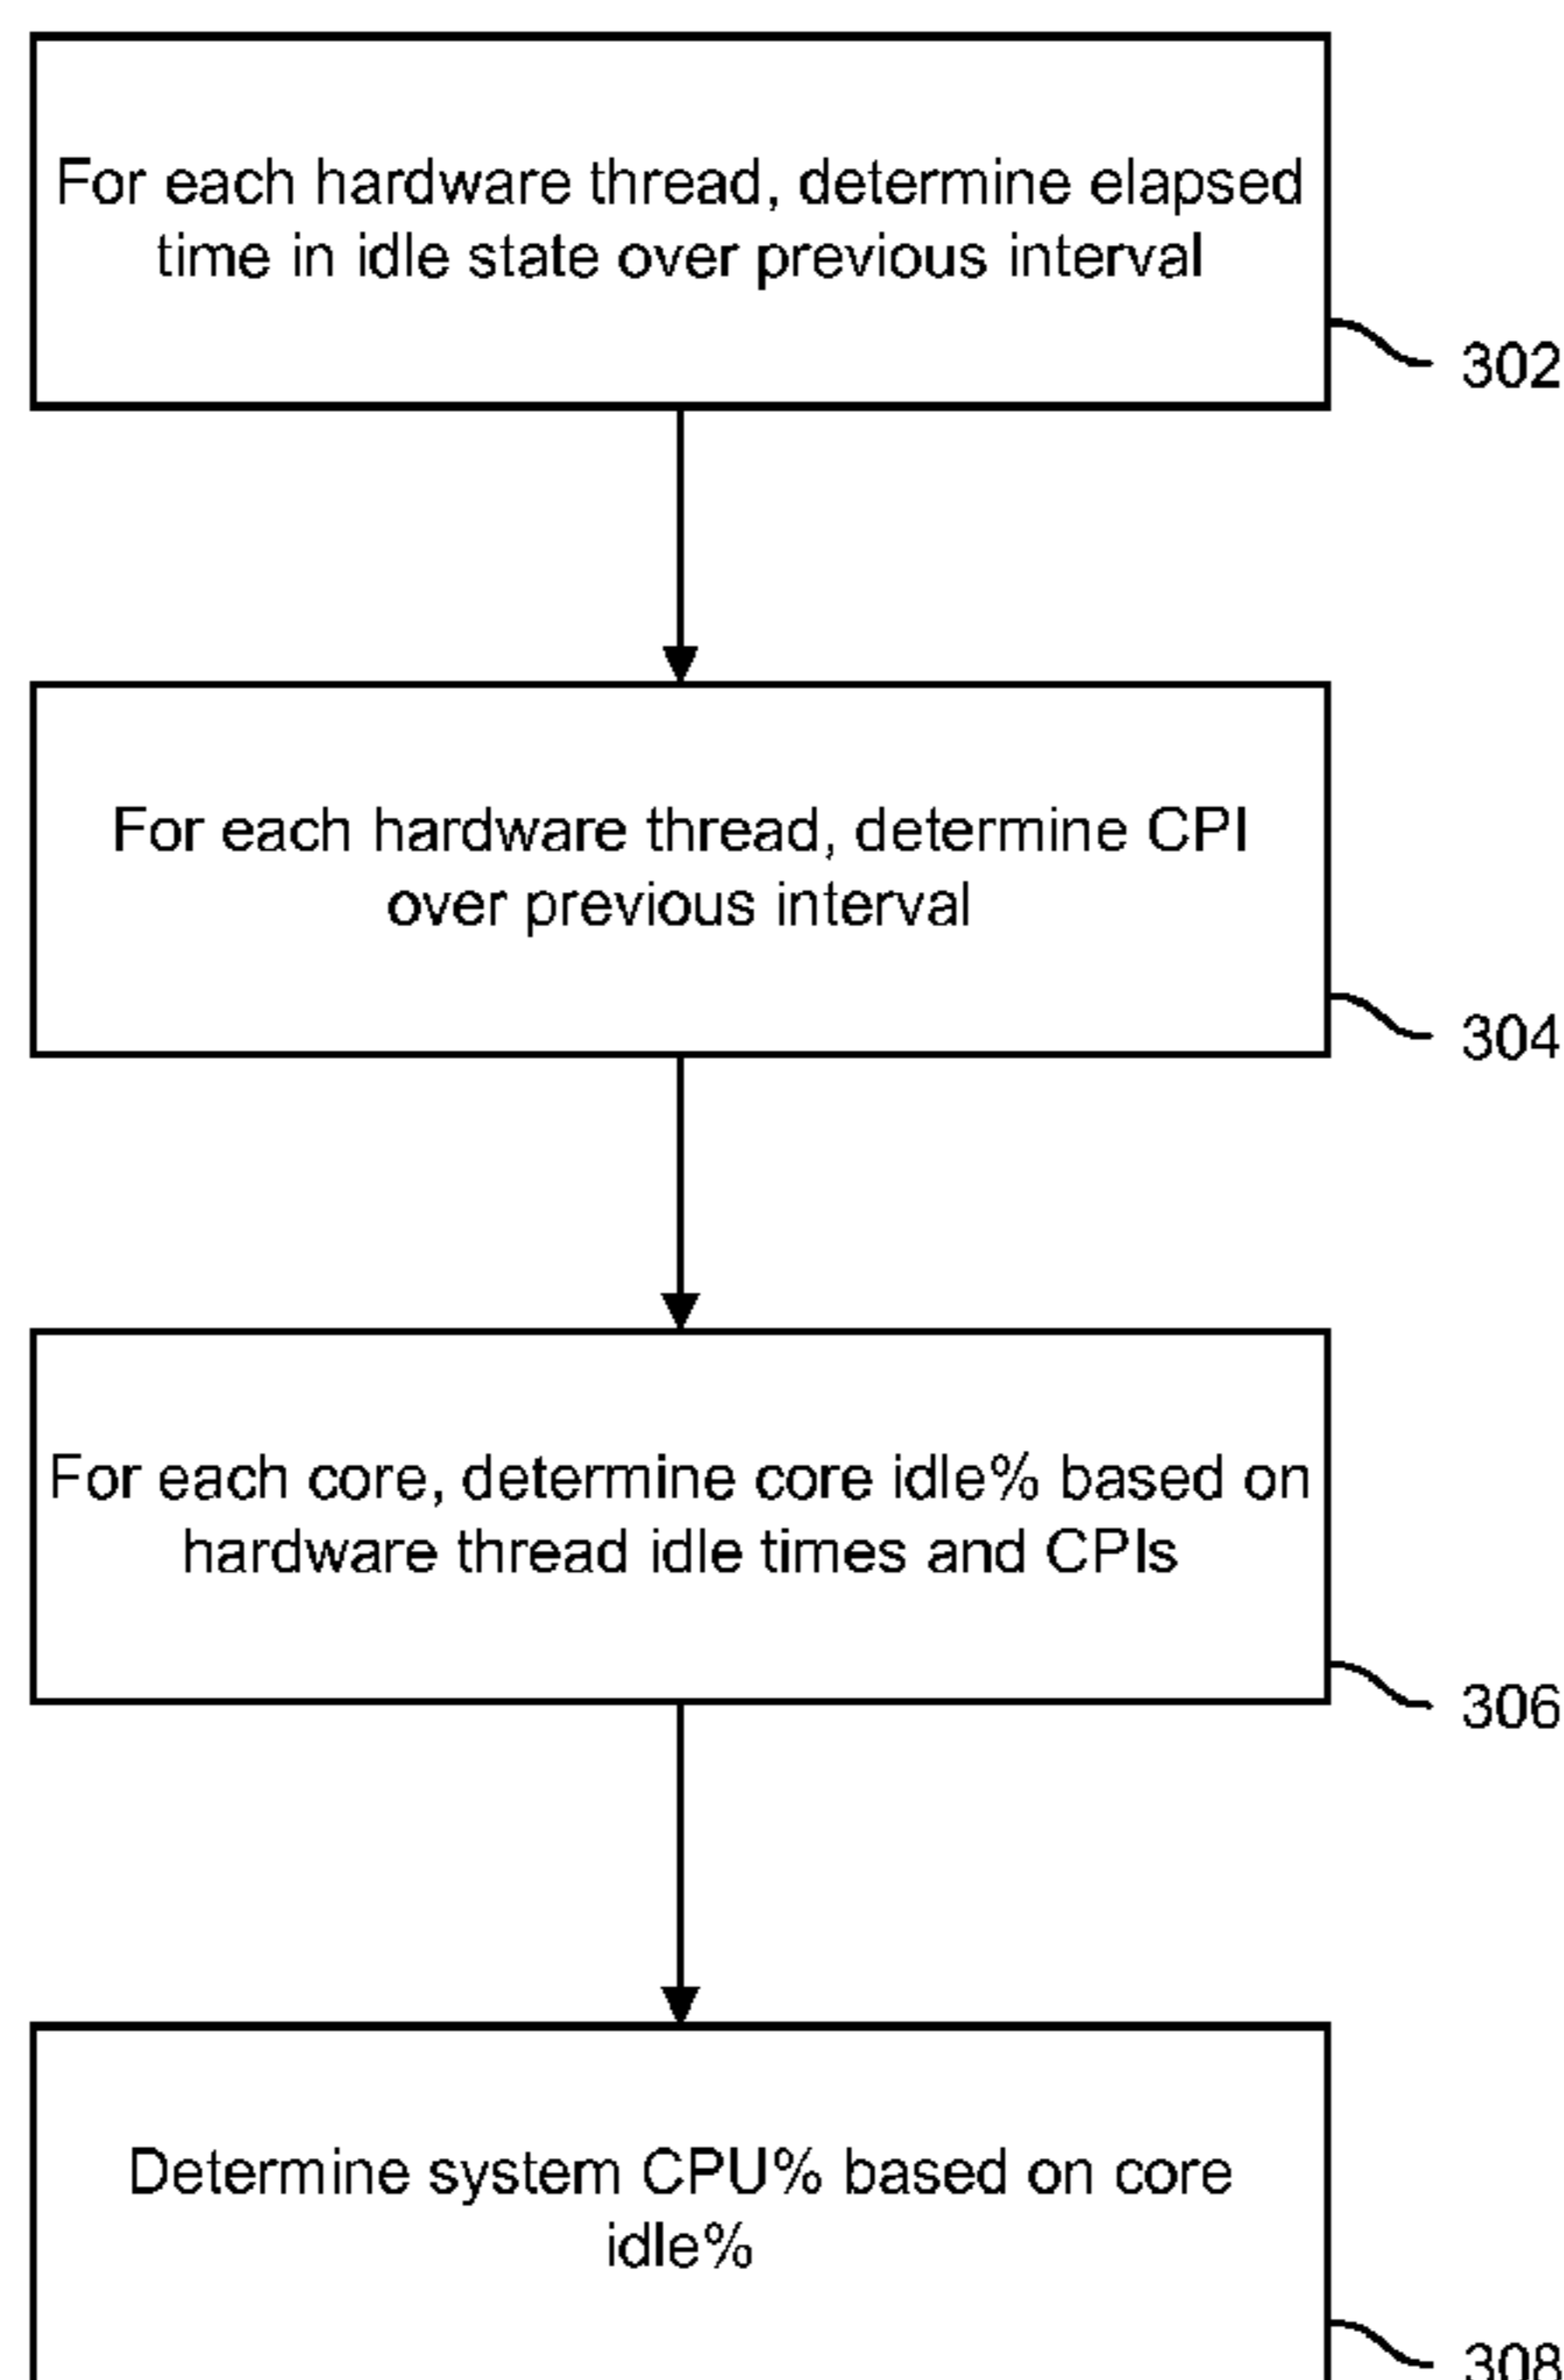 For each hardware thread, determine elapsed
time in idle state over previous interval
302
For each hardware thread, determine CPI
over previous interval
304
For each core, determine core idle% based on
hardware thread idle times and CPIs
306
Determine system CPU% based on core
idle%
308